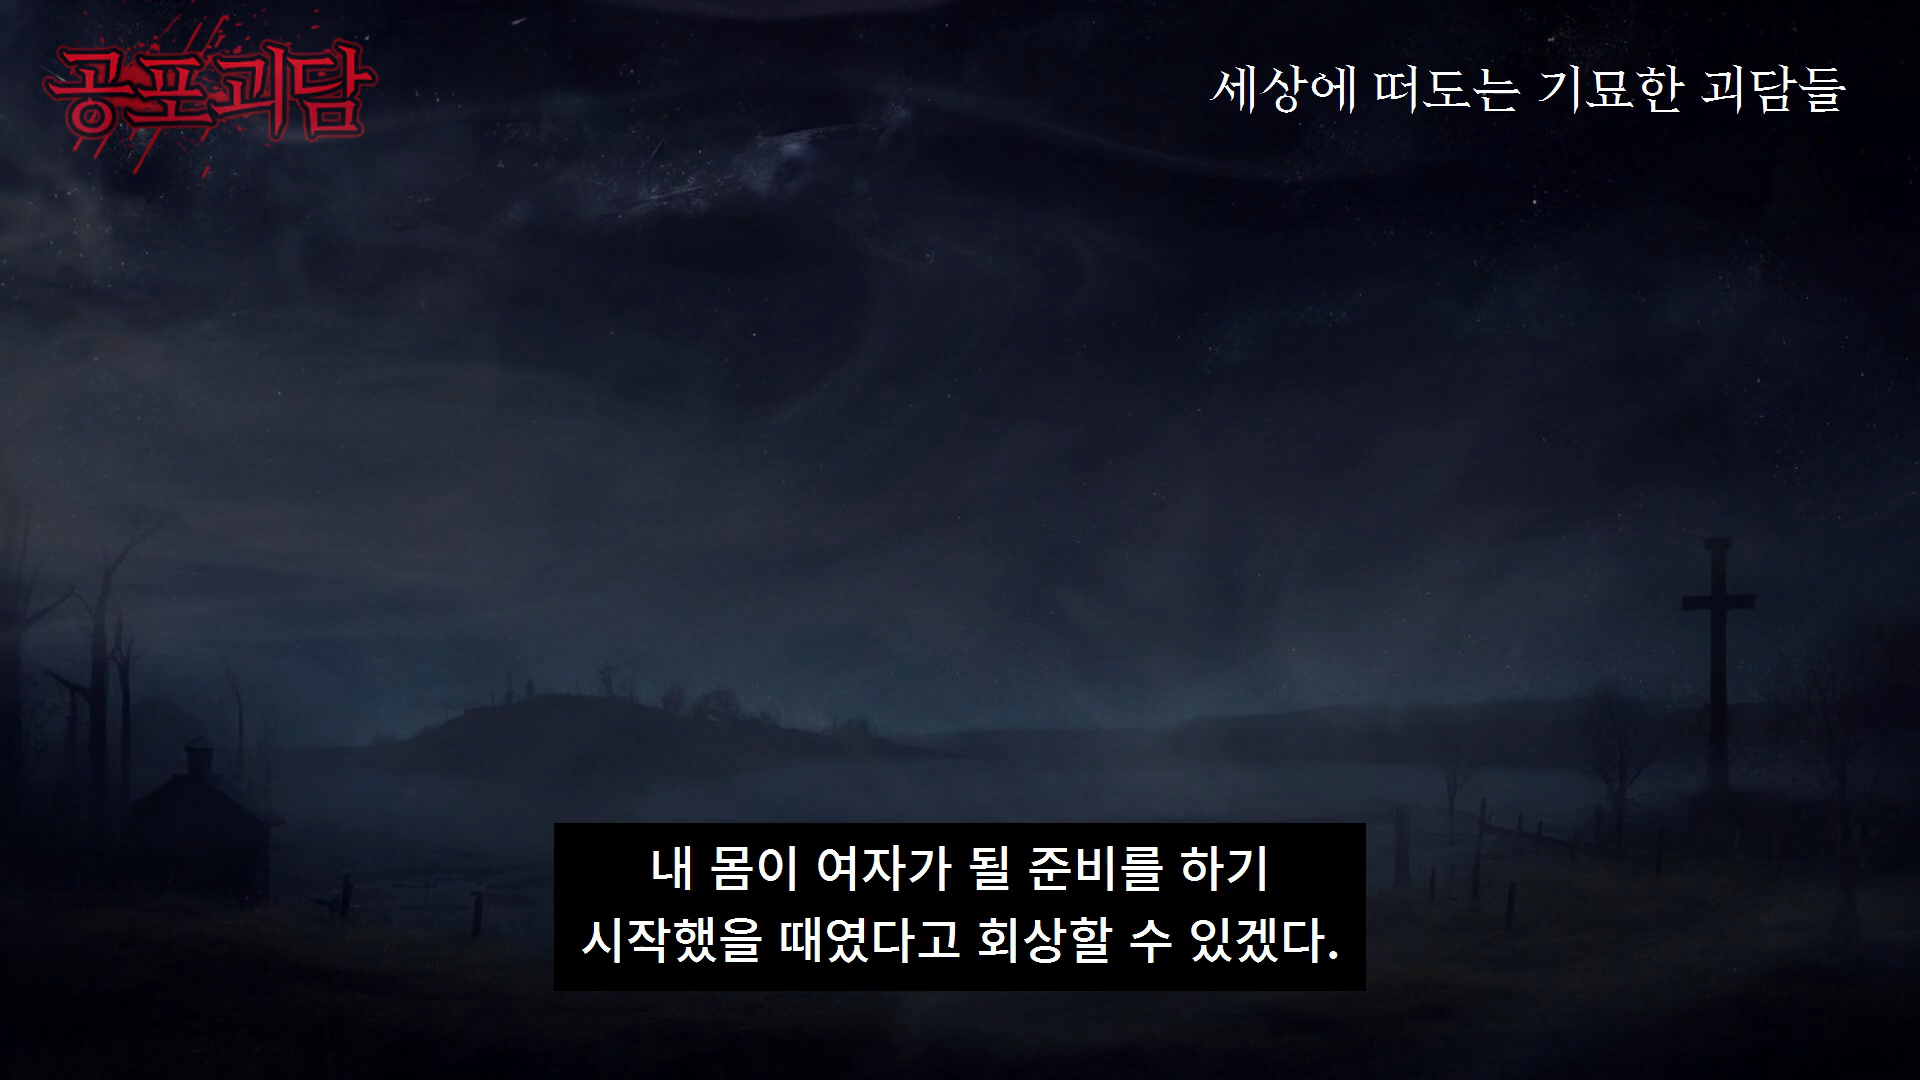 공포괴담
세상에 떠도는 기묘한 괴담들
내 몸이 여자가 될 준비를 하기
시작했을 때였다고 회상할 수 있겠다.